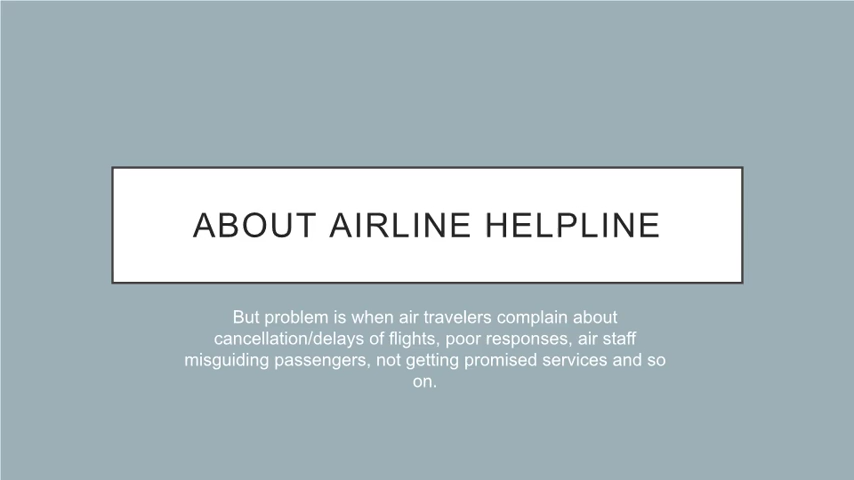 ABOUT AIRLINE HELPLINE
But problem is when air travelers complain about
cancellation/delays of flights, poor responses, air staff
misguiding passengers, not getting promised services and so
on.